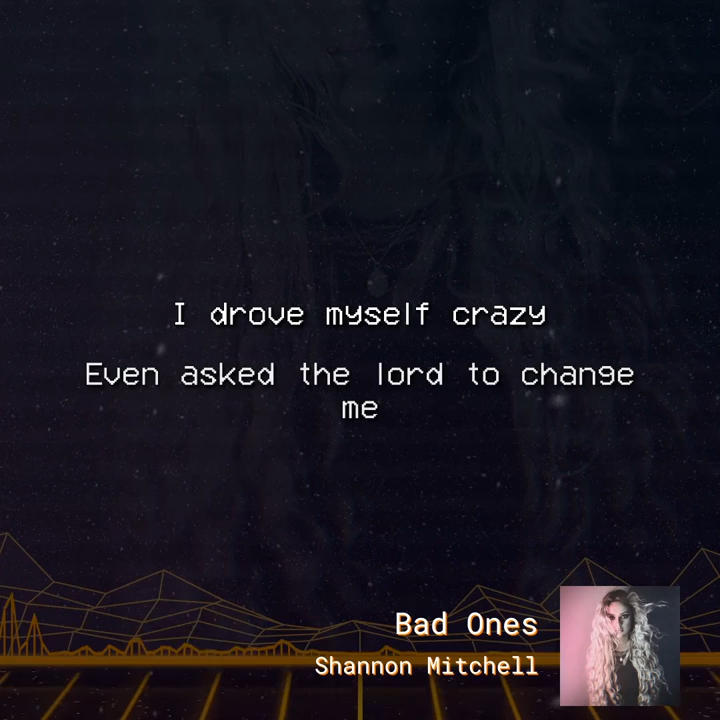 I drove myself crazy
Even asked the lord to change
me
Bad Ones
Shannon Mitchell